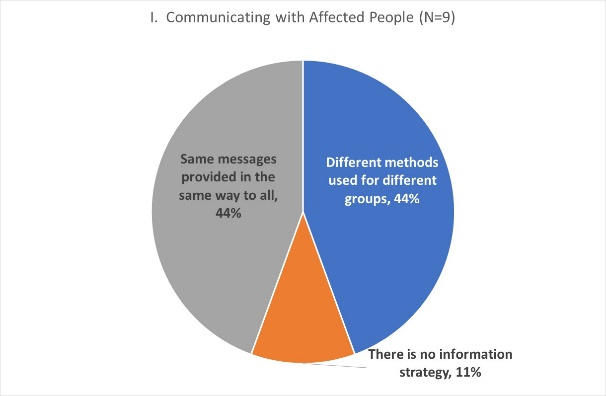 I.  Communicating with Affected People (N=9)
Same messages
provided in the
same way to all,
44%
Different methods
used for different
groups, 44%
There is no information
strategy, 11%